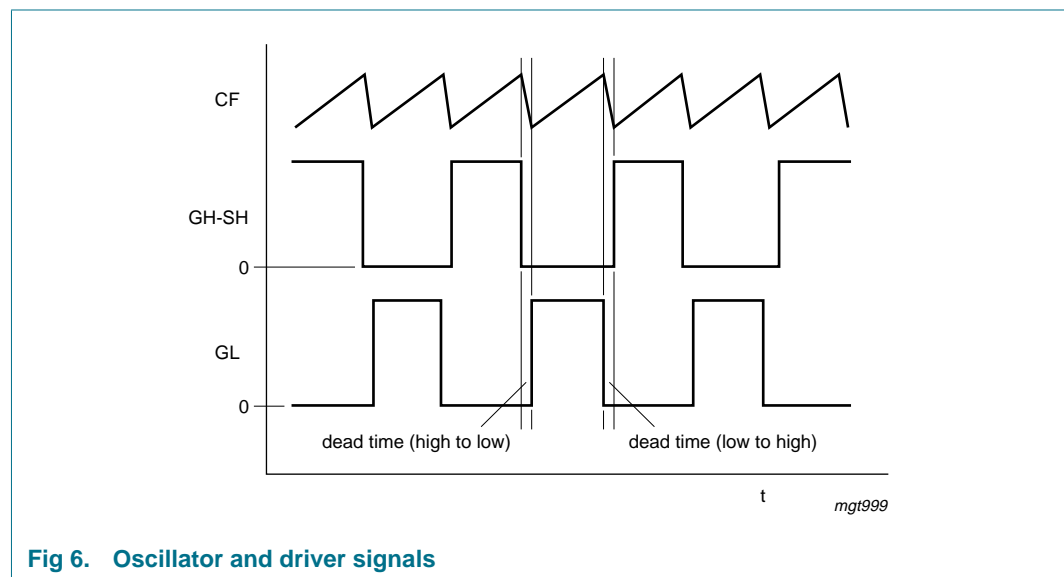 CF
GH-SH
0
GL
0
dead time (high to low) dead time (low to high)
t
mgt999
Fig 6. Oscillator and driver signals